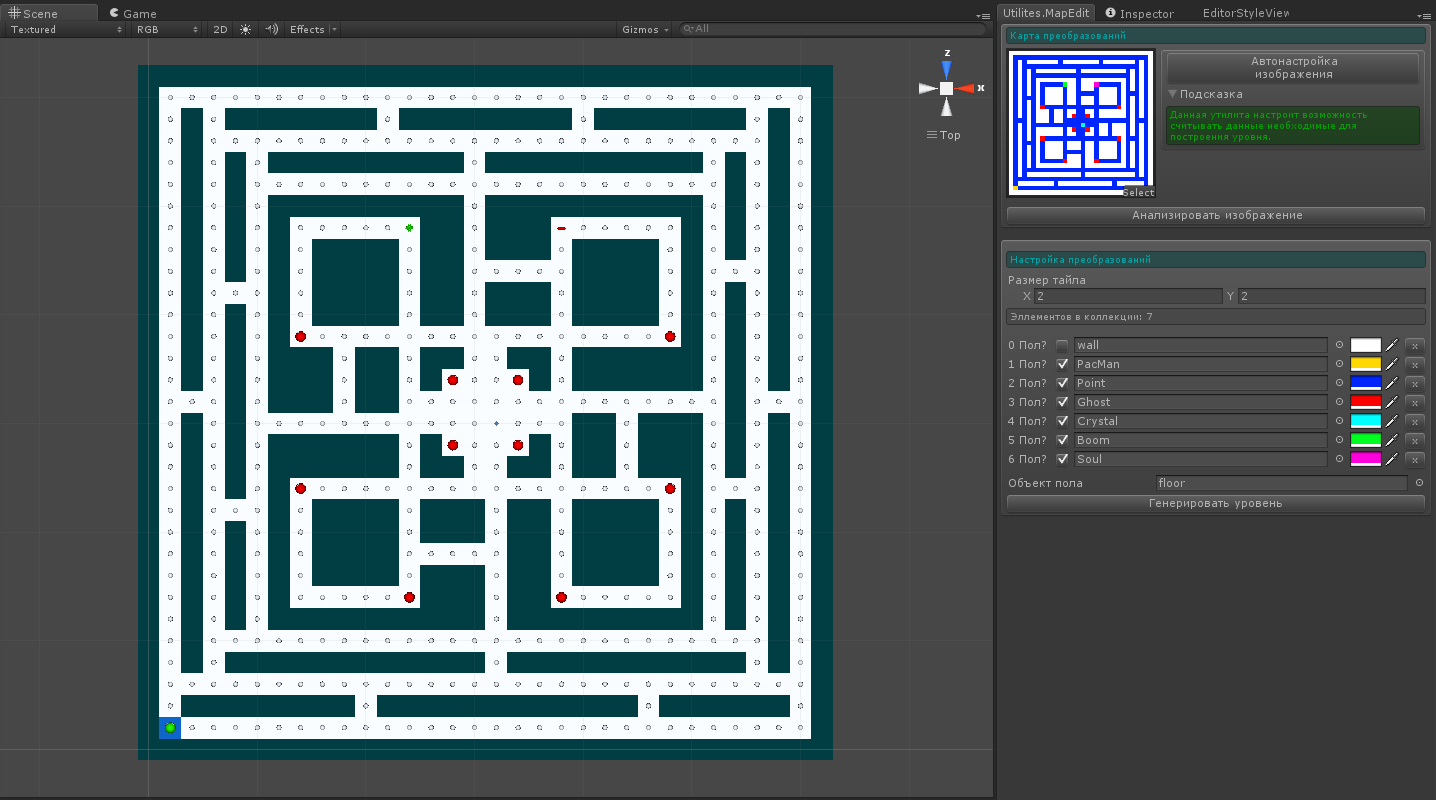 Scene
Game
Textured
RGB
2D
Effects
Gizmos
All
z
x
Top
Utilites.MapEdit
Inspector
EditorStyleView
Карта преобразований
Select
Автонастройка
изображения
Подсказка
Данная утилита настроит возможность
считывать данные необходимые для
построения уровня.
Анализировать изображение
Настройка преобразований
Размер тайла
X 2
Y 2
Эллементов в коллекции: 7
0 Пол? wall x
1 Пол? PacMan x
2 Пол? Point x
3 Пол? Ghost x
4 Пол? Crystal x
5 Пол? Boom x
6 Пол? Soul x
Объект пола floor
Генерировать уровень